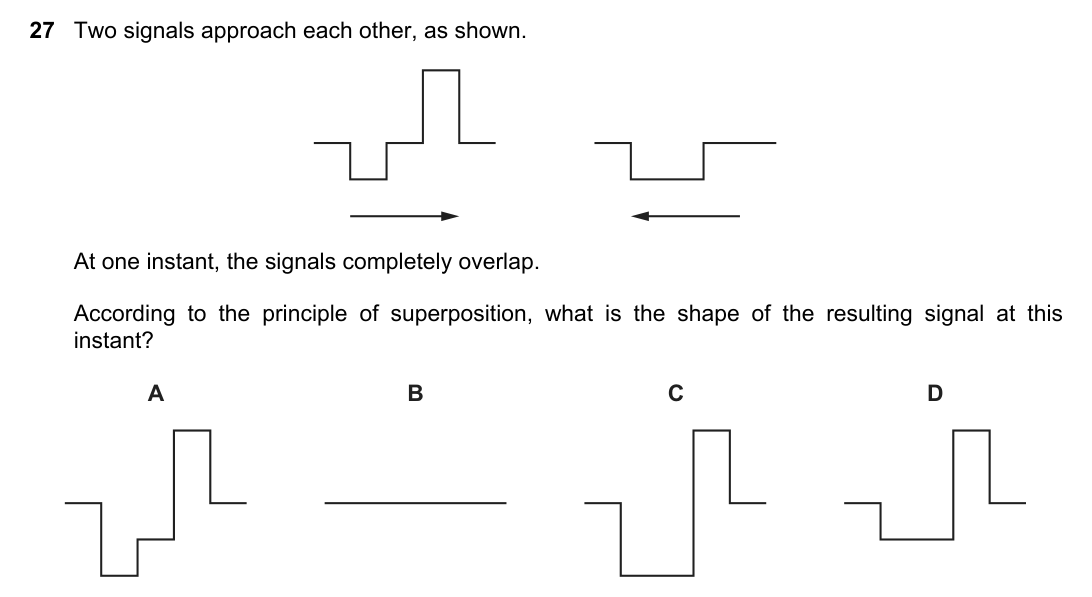 27 Two signals approach each other, as shown.
At one instant, the signals completely overlap.
According to the principle of superposition, what is the shape of the resulting signal at this
instant?
A B C D